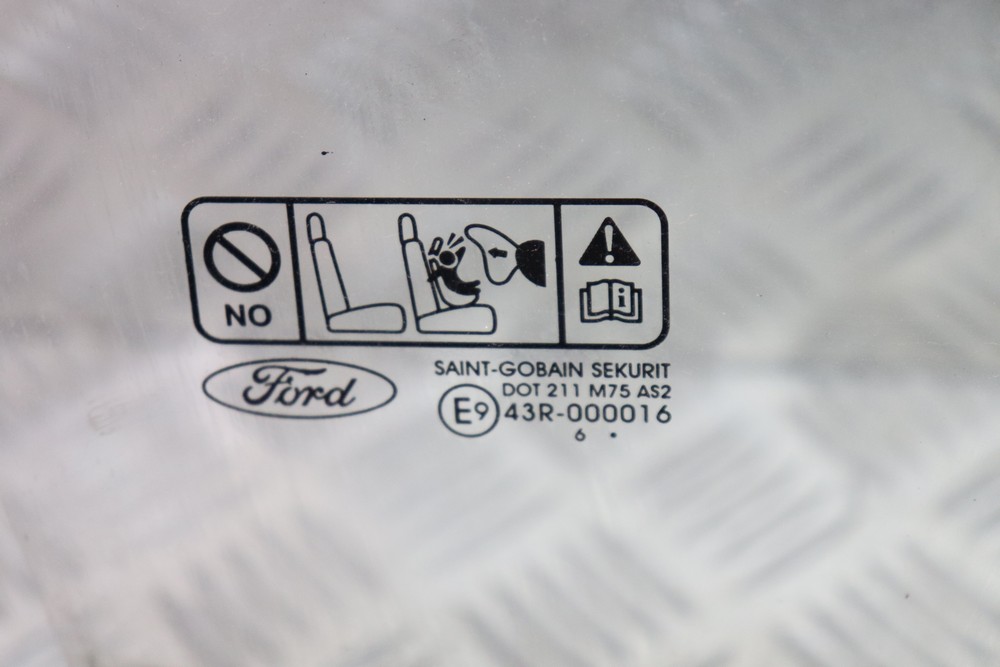 NO
i
Ford
SAINT-GOBAIN SEKURIT
DOT 211 M75 AS2
E9 43R-000016
6 .